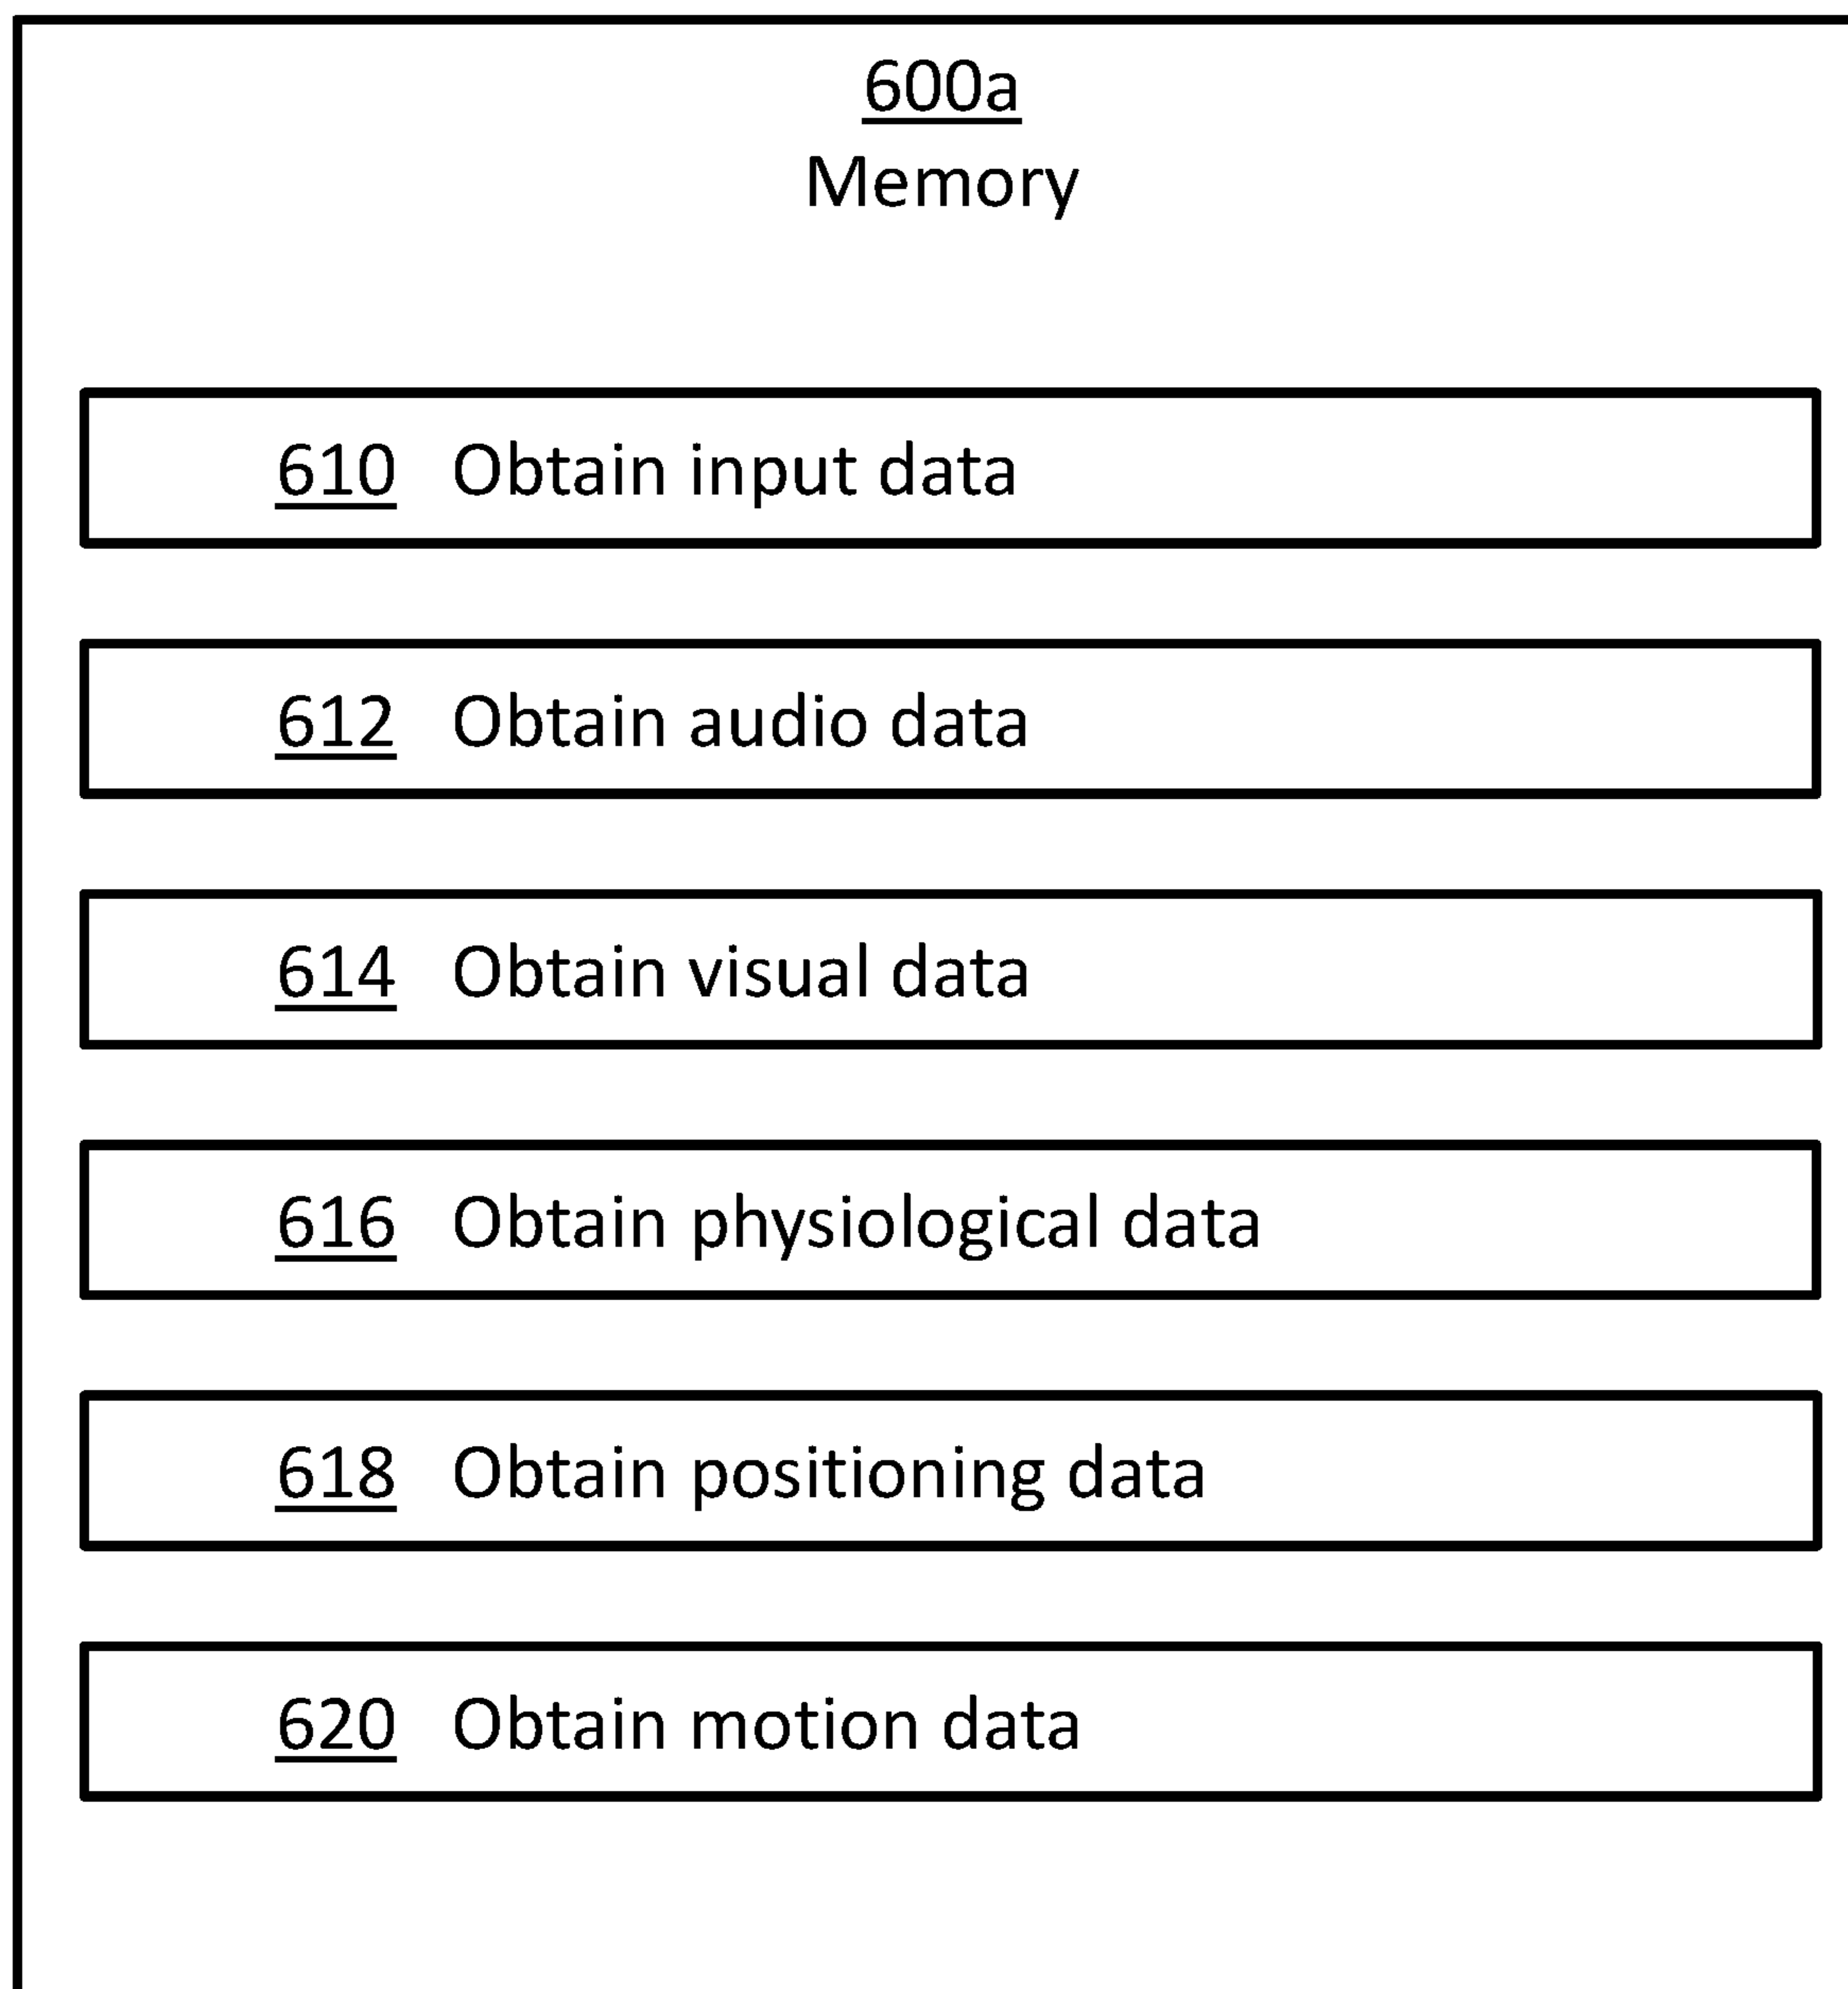 600a
Memory
610 Obtain input data
612 Obtain audio data
614 Obtain visual data
616 Obtain physiological data
618 Obtain positioning data
620 Obtain motion data